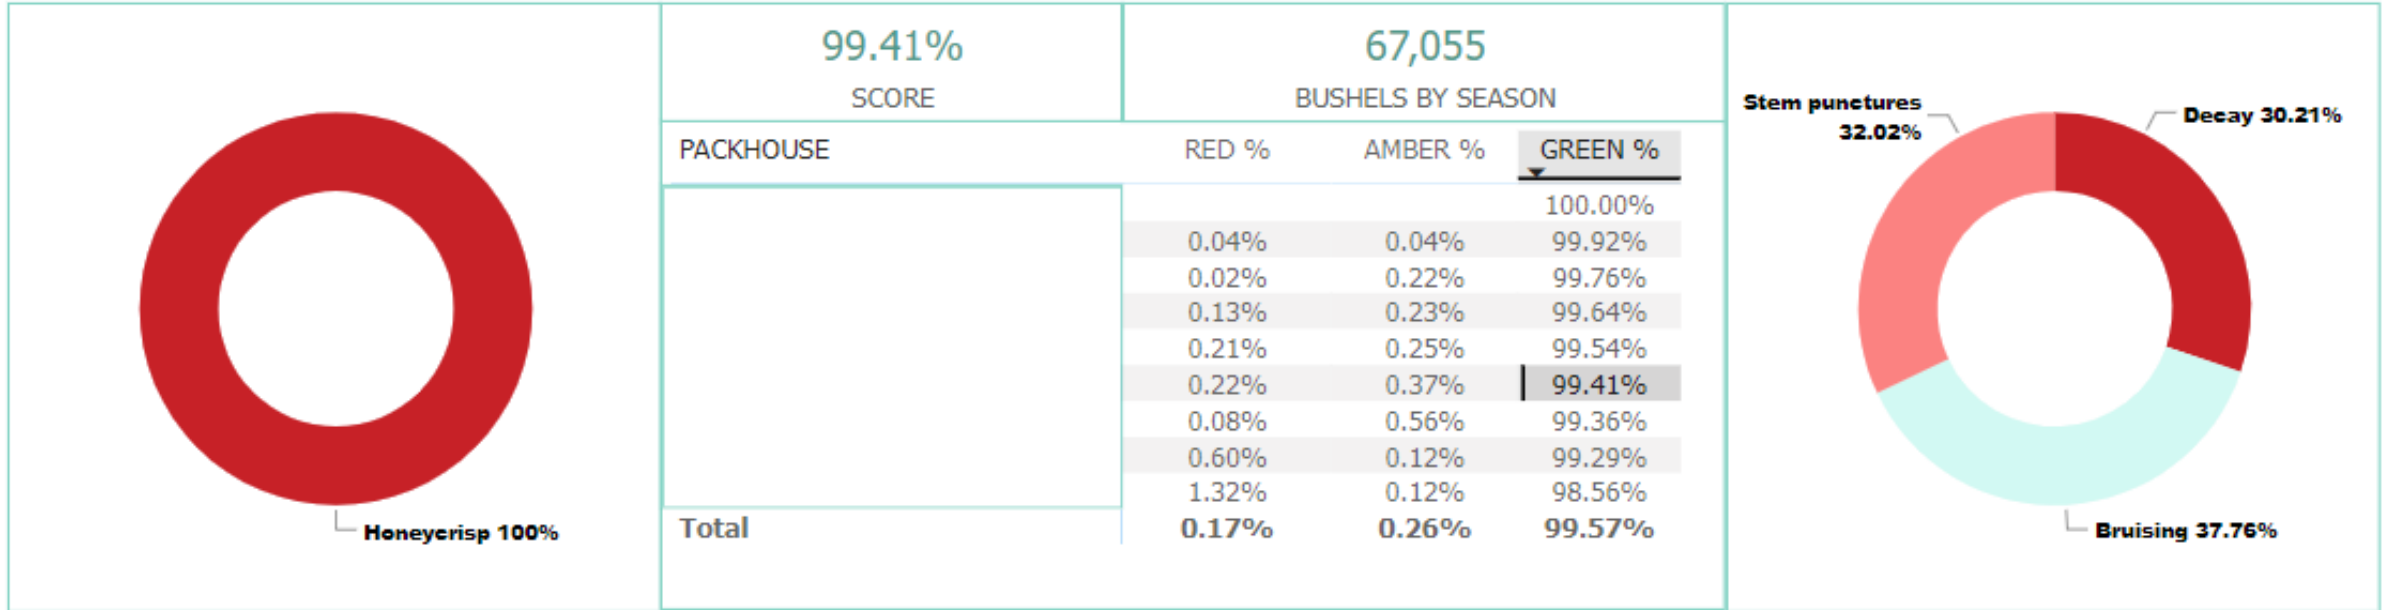 Honeycrisp 100%
99.41%
SCORE
67,055
BUSHELS BY SEASON
PACKHOUSE RED % AMBER % GREEN %
100.00%
0.04% 0.04% 99.92%
0.02% 0.22% 99.76%
0.13% 0.23% 99.64%
0.21% 0.25% 99.54%
0.22% 0.37% 99.41%
0.08% 0.56% 99.36%
0.60% 0.12% 99.29%
1.32% 0.12% 98.56%
Total 0.17% 0.26% 99.57%
Stem punctures
32.02%
Decay 30.21%
Bruising 37.76%